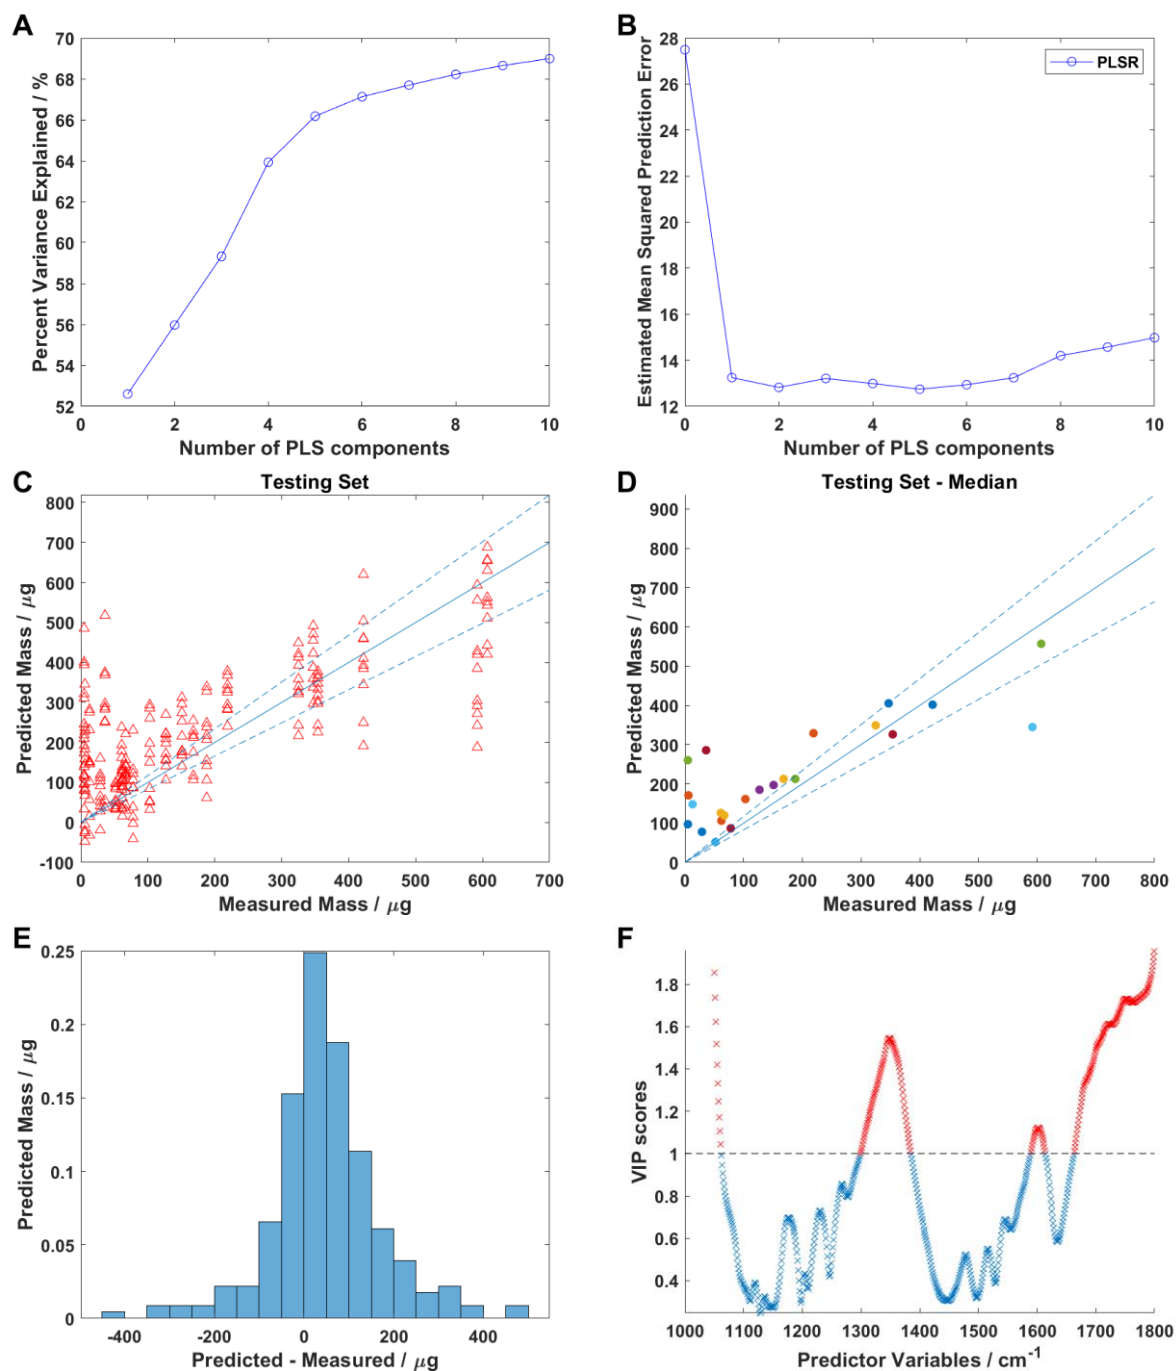 A
Percent Variance Explained / %
70
68
66
64
62
60
58
56
54
52
0 2 4 6 8 10
Number of PLS components
B
Estimated Mean Squared Prediction Error
PLSR
28
26
24
22
20
18
16
14
12
0 2 4 6 8 10
Number of PLS components
C
Testing Set
Predicted Mass / μg
800
700
600
500
400
300
200
100
0
-100
0 100 200 300 400 500 600 700
Measured Mass / μg
D
Testing Set - Median
Predicted Mass / μg
900
800
700
600
500
400
300
200
100
0
0 100 200 300 400 500 600 700 800
Measured Mass / μg
E
Predicted Mass / μg
0.25
0.2
0.15
0.1
0.05
0
-400 -200 0 200 400
Predicted - Measured / μg
F
VIP scores
1.8
1.6
1.4
1.2
1
0.8
0.6
0.4
1000 1200 1300 1400 1500 1600 1700 1800
Predictor Variables / cm⁻¹